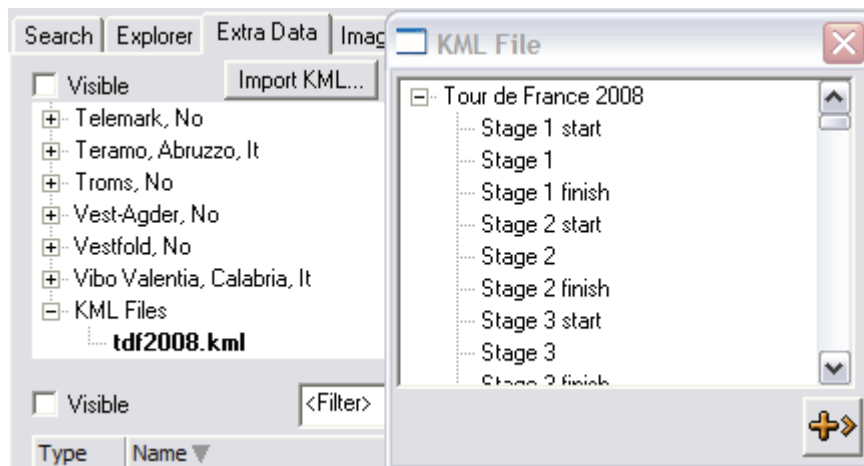 Search
Explorer
Extra Data
Imag
Visible
Import KML...
Telemark, No
Teramo, Abruzzo, It
Troms, No
Vest-Agder, No
Vestfold, No
Vibo Valentia, Calabria, It
KML Files
tdf2008.kml
Visible
<Filter>
Type
Name
KML File
Tour de France 2008
Stage 1 start
Stage 1
Stage 1 finish
Stage 2 start
Stage 2
Stage 2 finish
Stage 3 start
Stage 3
Stage 3 finish